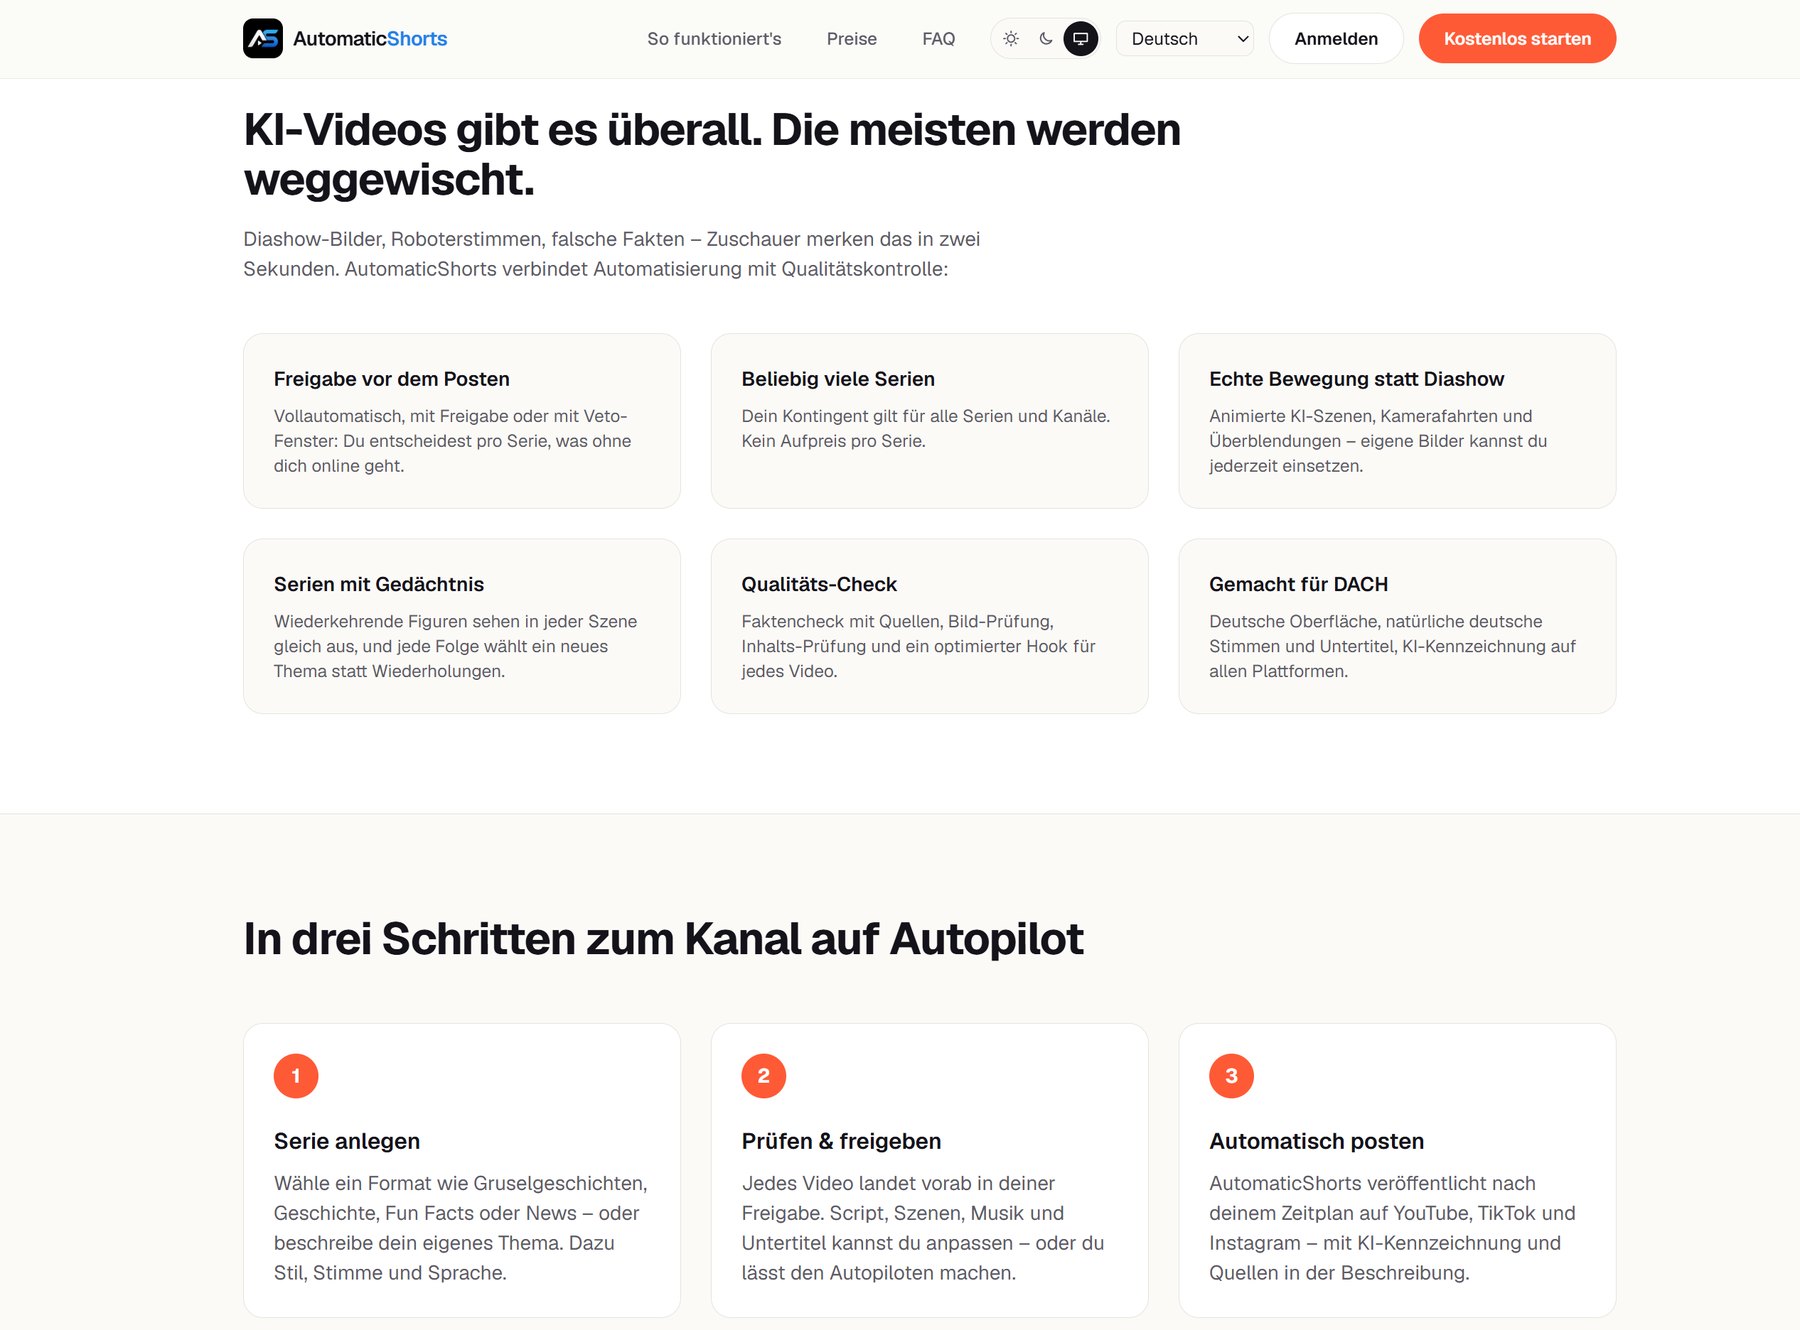 AutomaticShorts
So funktioniert's
Preise
FAQ
Deutsch
Anmelden
Kostenlos starten
KI-Videos gibt es überall. Die meisten werden
weggewischt.
Diashow-Bilder, Roboterstimmen, falsche Fakten – Zuschauer merken das in zwei
Sekunden. AutomaticShorts verbindet Automatisierung mit Qualitätskontrolle:
Freigabe vor dem Posten
Vollautomatisch, mit Freigabe oder mit Veto-
Fenster: Du entscheidest pro Serie, was ohne
dich online geht.
Beliebig viele Serien
Dein Kontingent gilt für alle Serien und Kanäle.
Kein Aufpreis pro Serie.
Echte Bewegung statt Diashow
Animierte KI-Szenen, Kamerafahrten und
Überblendungen – eigene Bilder kannst du
jederzeit einsetzen.
Serien mit Gedächtnis
Wiederkehrende Figuren sehen in jeder Szene
gleich aus, und jede Folge wählt ein neues
Thema statt Wiederholungen.
Qualitäts-Check
Faktencheck mit Quellen, Bild-Prüfung,
Inhalts-Prüfung und ein optimierter Hook für
jedes Video.
Gemacht für DACH
Deutsche Oberfläche, natürliche deutsche
Stimmen und Untertitel, KI-Kennzeichnung auf
allen Plattformen.
In drei Schritten zum Kanal auf Autopilot
1
Serie anlegen
Wähle ein Format wie Gruselgeschichten,
Geschichte, Fun Facts oder News – oder
beschreibe dein eigenes Thema. Dazu
Stil, Stimme und Sprache.
2
Prüfen & freigeben
Jedes Video landet vorab in deiner
Freigabe. Script, Szenen, Musik und
Untertitel kannst du anpassen – oder du
lässt den Autopiloten machen.
3
Automatisch posten
AutomaticShorts veröffentlicht nach
deinem Zeitplan auf YouTube, TikTok und
Instagram – mit KI-Kennzeichnung und
Quellen in der Beschreibung.